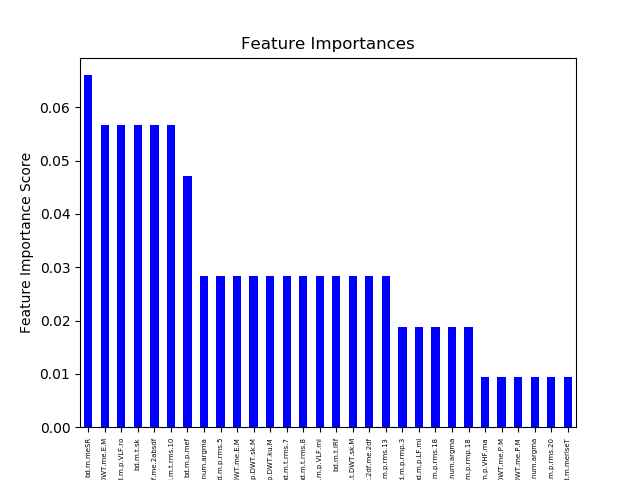 Feature Importances
Feature Importance Score
0.06
0.05
0.04
0.03
0.02
0.01
0.00
bd.m.meSR
DWT.me.E.M
d.m.p.VLF.ro
bd.m.t.sk
f.me.2absdf
.m.t.rms.10
bd.m.p.mef
num.argma
d.m.p.rms.5
DWT.me.E.M
p.DWT.sk.M
p.DWT.ku.M
bd.m.t.rms.7
bd.m.t.rms.8
.m.p.VLF.mi
bd.m.t.IRf
t.DWT.sk.M
.2df.me.2df
d.m.p.rms.13
d.m.p.rmp.3
d.m.p.LF.mi
m.p.rms.18
num.argma
m.p.rmp.18
m.p.VHF.ma
DWT.me.P.M
DWT.me.P.M
num.argma
m.p.rms.20
d.m.meriseT